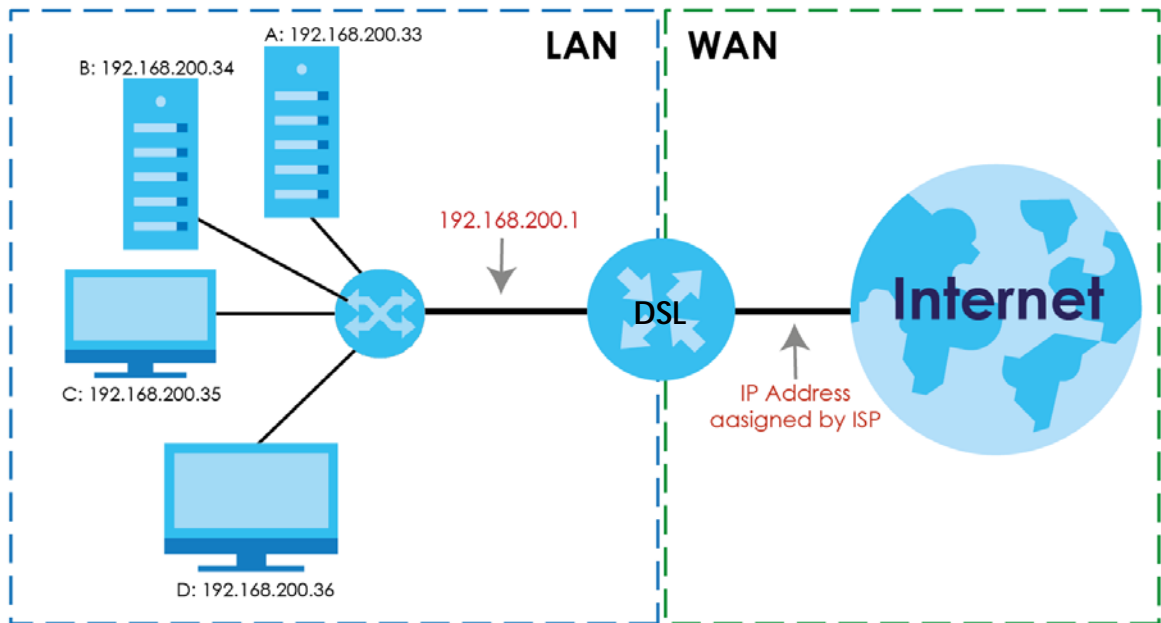 LAN
WAN
A: 192.168.200.33
B: 192.168.200.34
192.168.200.1
DSL
Internet
C: 192.168.200.35
IP Address
aasigned by ISP
D: 192.168.200.36